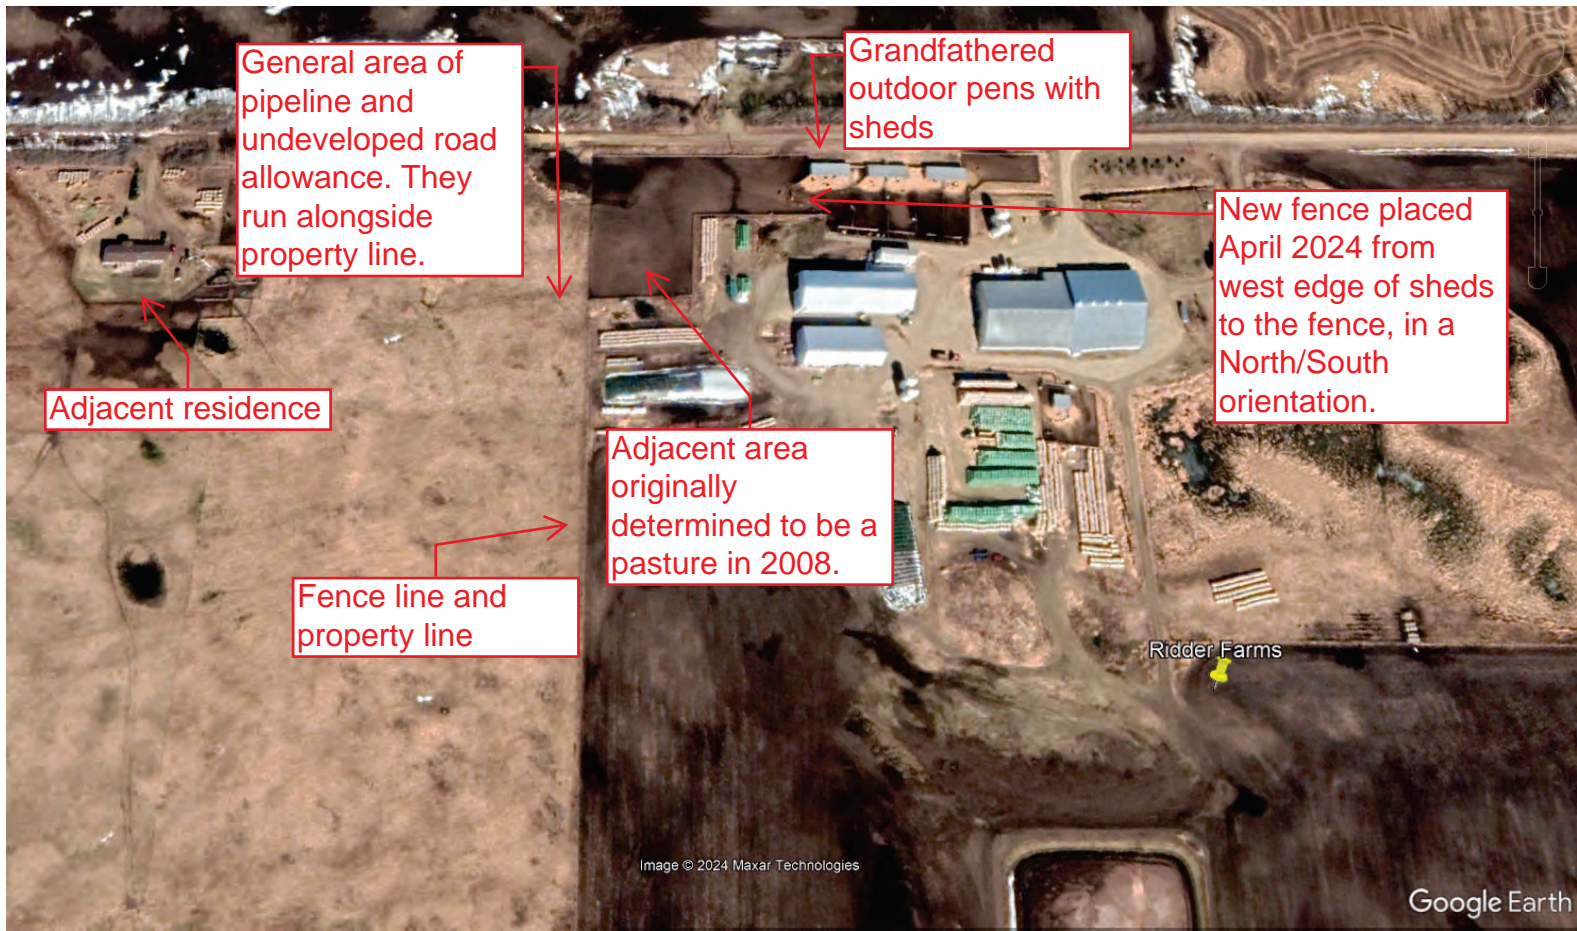 General area of
pipeline and
undeveloped road
allowance. They
run alongside
property line.
Grandfathered
outdoor pens with
sheds
New fence placed
April 2024 from
west edge of sheds
to the fence, in a
North/South
orientation.
Adjacent residence
Adjacent area
originally
determined to be a
pasture in 2008.
Fence line and
property line
Ridder Farms
Image © 2024 Maxar Technologies
Google Earth